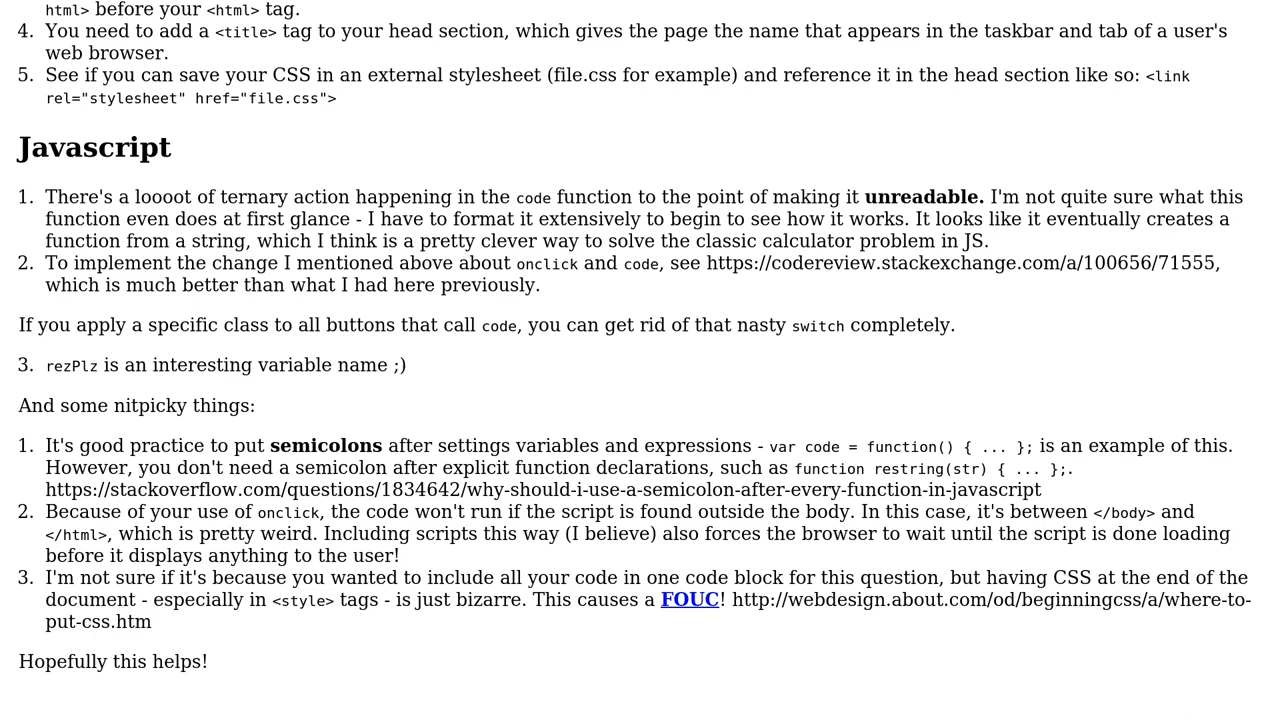 html> before your <html> tag.
4. You need to add a <title> tag to your head section, which gives the page the name that appears in the taskbar and tab of a user's
web browser.
5. See if you can save your CSS in an external stylesheet (file.css for example) and reference it in the head section like so: <link
rel="stylesheet" href="file.css">
Javascript
1. There's a loooot of ternary action happening in the code function to the point of making it unreadable. I'm not quite sure what this
function even does at first glance - I have to format it extensively to begin to see how it works. It looks like it eventually creates a
function from a string, which I think is a pretty clever way to solve the classic calculator problem in JS.
2. To implement the change I mentioned above about onclick and code, see https://codereview.stackexchange.com/a/100656/71555,
which is much better than what I had here previously.
If you apply a specific class to all buttons that call code, you can get rid of that nasty switch completely.
3. rezPlz is an interesting variable name ;)
And some nitpicky things:
1. It's good practice to put semicolons after settings variables and expressions - var code = function() { ... }; is an example of this.
However, you don't need a semicolon after explicit function declarations, such as function restring(str) { ... };.
https://stackoverflow.com/questions/1834642/why-should-i-use-a-semicolon-after-every-function-in-javascript
2. Because of your use of onclick, the code won't run if the script is found outside the body. In this case, it's between </body> and
</html>, which is pretty weird. Including scripts this way (I believe) also forces the browser to wait until the script is done loading
before it displays anything to the user!
3. I'm not sure if it's because you wanted to include all your code in one code block for this question, but having CSS at the end of the
document - especially in <style> tags - is just bizarre. This causes a FOUC! http://webdesign.about.com/od/beginningcss/a/where-to-
put-css.htm
Hopefully this helps!